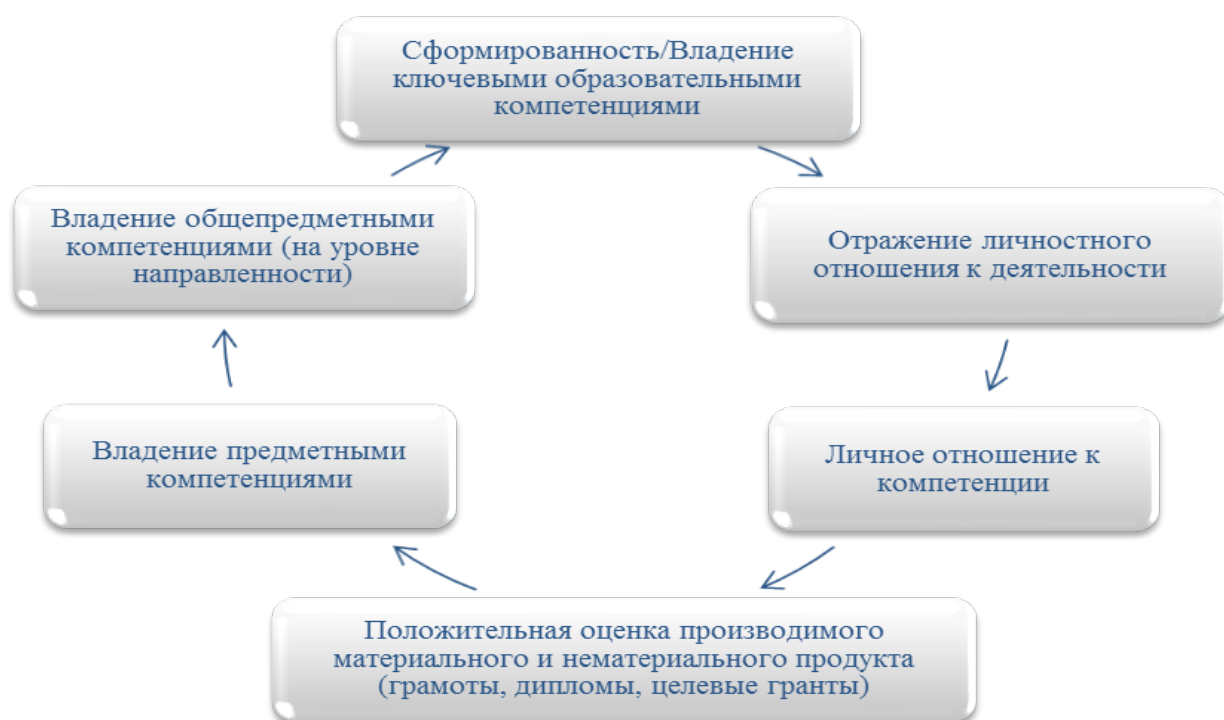 Сформированность/Владение
ключевыми образовательными
компетенциями
Отражение личностного
отношения к деятельности
Личное отношение к
компетенции
Положительная оценка производимого
материального и нематериального продукта
(грамоты, дипломы, целевые гранты)
Владение предметными
компетенциями
Владение общепредметными
компетенциями (на уровне
направленности)